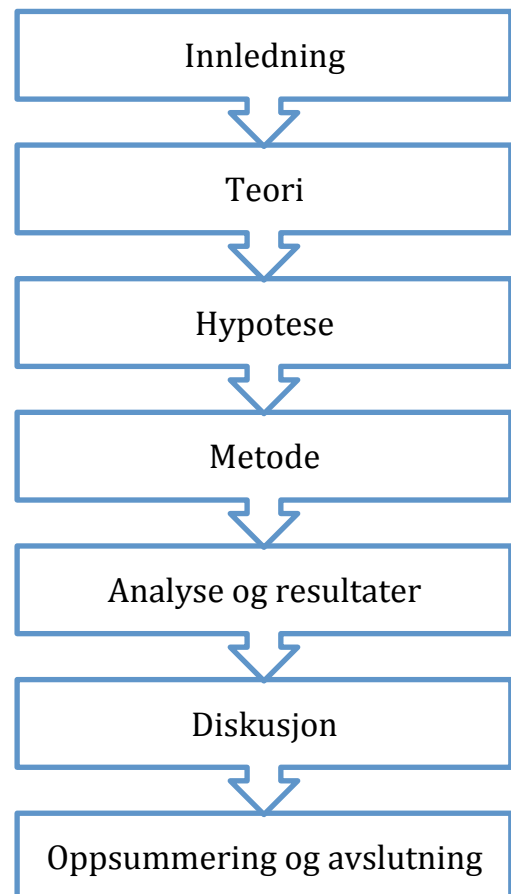 Innledning
Teori
Hypotese
Metode
Analyse og resultater
Diskusjon
Oppsummering og avslutning